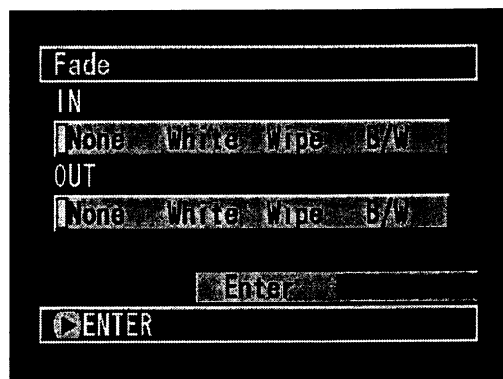 Fade
IN
None White Wipe B/W
OUT
None White Wipe B/W
Enter
ENTER